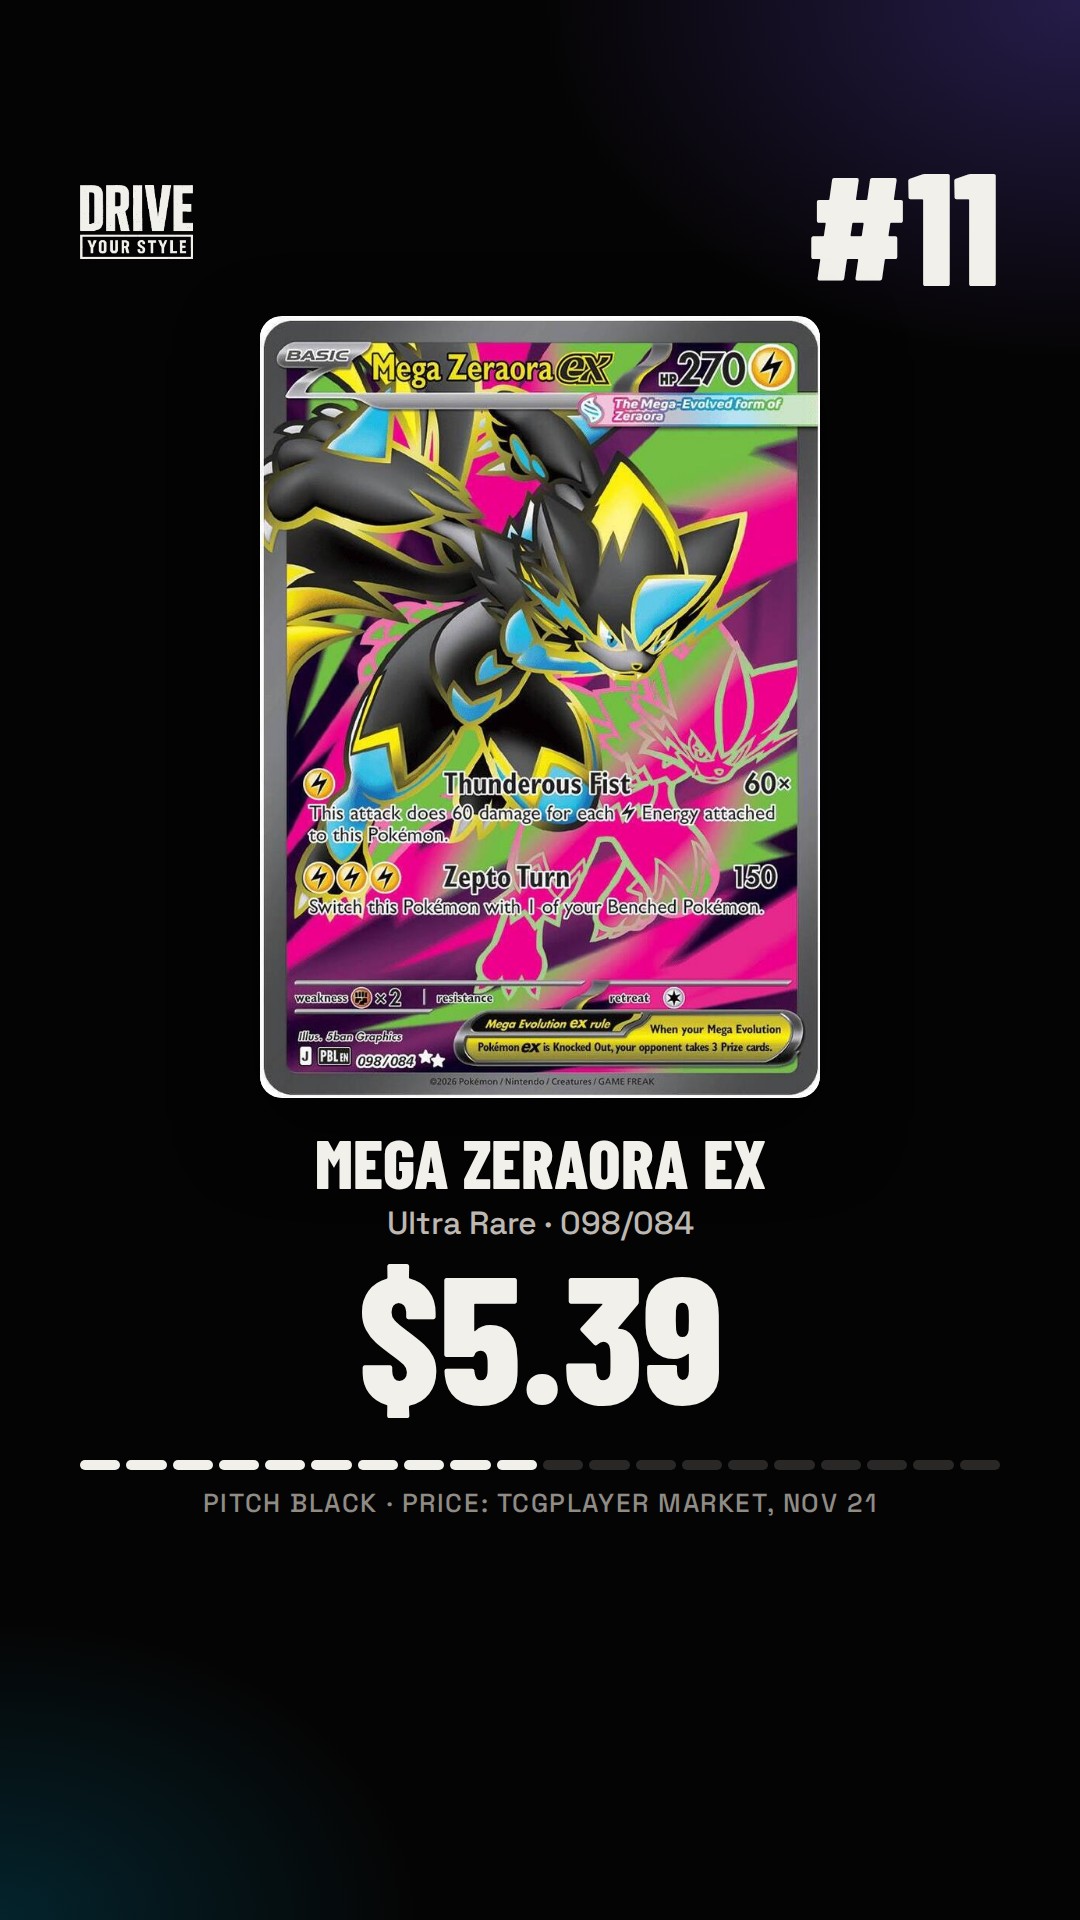 DRIVE
YOUR STYLE
#11
BASIC
Mega Zeraora ex
HP 270
The Mega-Evolved form of
Zeraora
Thunderous Fist 60×
This attack does 60 damage for each Energy attached
to this Pokémon.
Zepto Turn 150
Switch this Pokémon with 1 of your Benched Pokémon.
weakness ×2 resistance retreat
Mega Evolution ex rule When your Mega Evolution
Pokémon ex is Knocked Out, your opponent takes 3 Prize cards.
Illus. 5ban Graphics
J PBL EN 098/084
©2026 Pokémon / Nintendo / Creatures / GAME FREAK
MEGA ZERAORA EX
Ultra Rare · 098/084
$5.39
PITCH BLACK · PRICE: TCGPLAYER MARKET, NOV 21